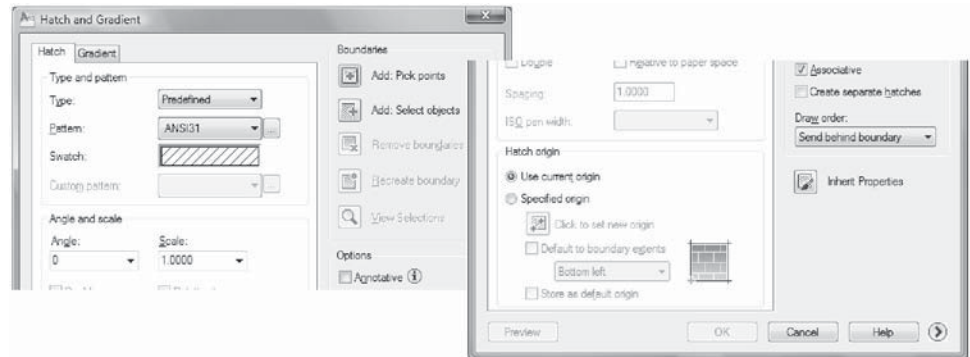 Hatch and Gradient
Hatch
Gradient
Type and pattern
Type:
Predefined
Pattern:
ANSI31
...
Swatch:
Custom pattern:
...
Angle and scale
Angle:
Scale:
0
1.0000
Boundaries
Add: Pick points
Add: Select objects
Remove boundaries
Recreate boundary
View Selections
Options
Annotative
Double
Relative to paper space
Spacing:
1.0000
ISO pen width:
Hatch origin
Use current origin
Specified origin
Click to set new origin
Default to boundary extents
Bottom left
Store as default origin
Associative
Create separate hatches
Draw order:
Send behind boundary
Inherit Properties
Preview
OK
Cancel
Help